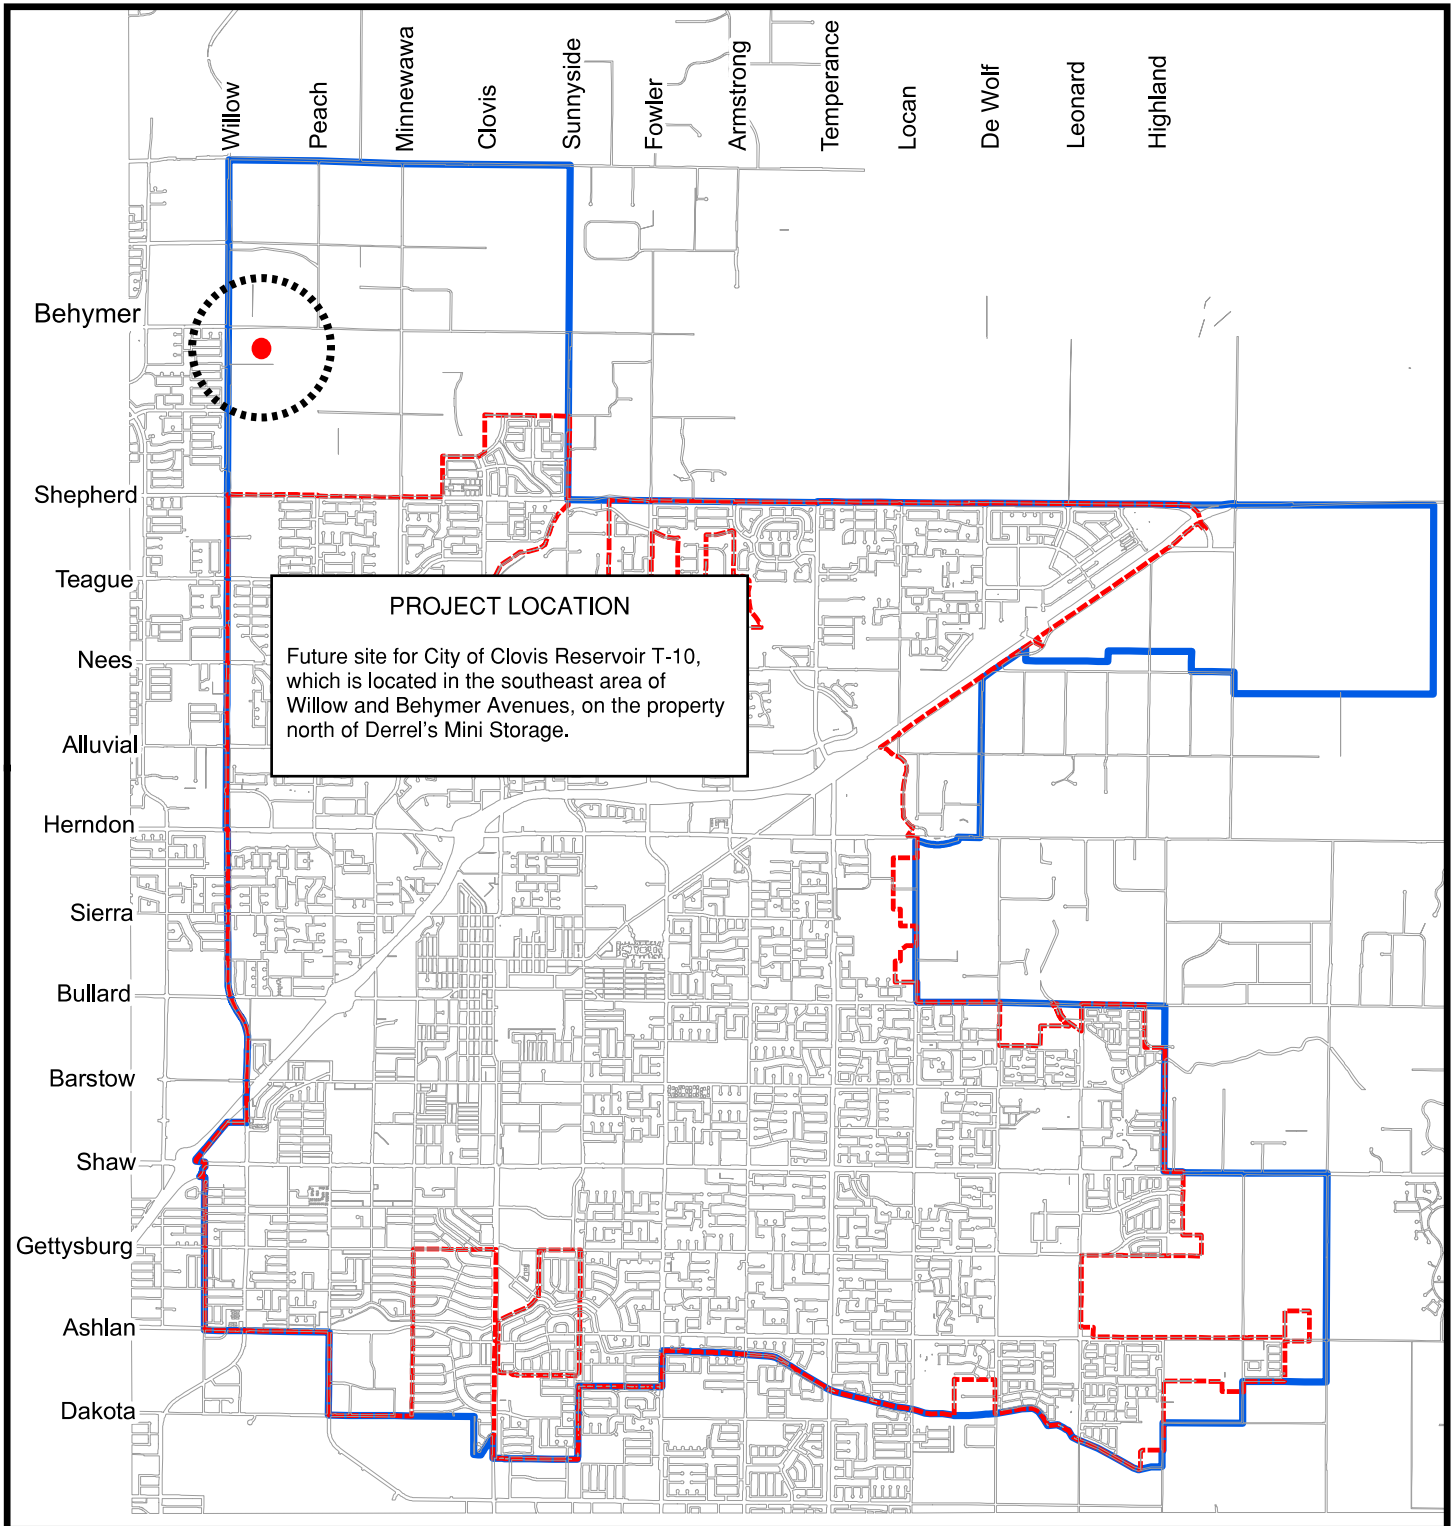 Willow
Peach
Minnewawa
Clovis
Sunnyside
Fowler
Armstrong
Temperance
Locan
De Wolf
Leonard
Highland
Behymer
Shepherd
Teague
Nees
Alluvial
Herndon
Sierra
Bullard
Barstow
Shaw
Gettysburg
Ashlan
Dakota
PROJECT LOCATION
Future site for City of Clovis Reservoir T-10,
which is located in the southeast area of
Willow and Behymer Avenues, on the property
north of Derrel's Mini Storage.